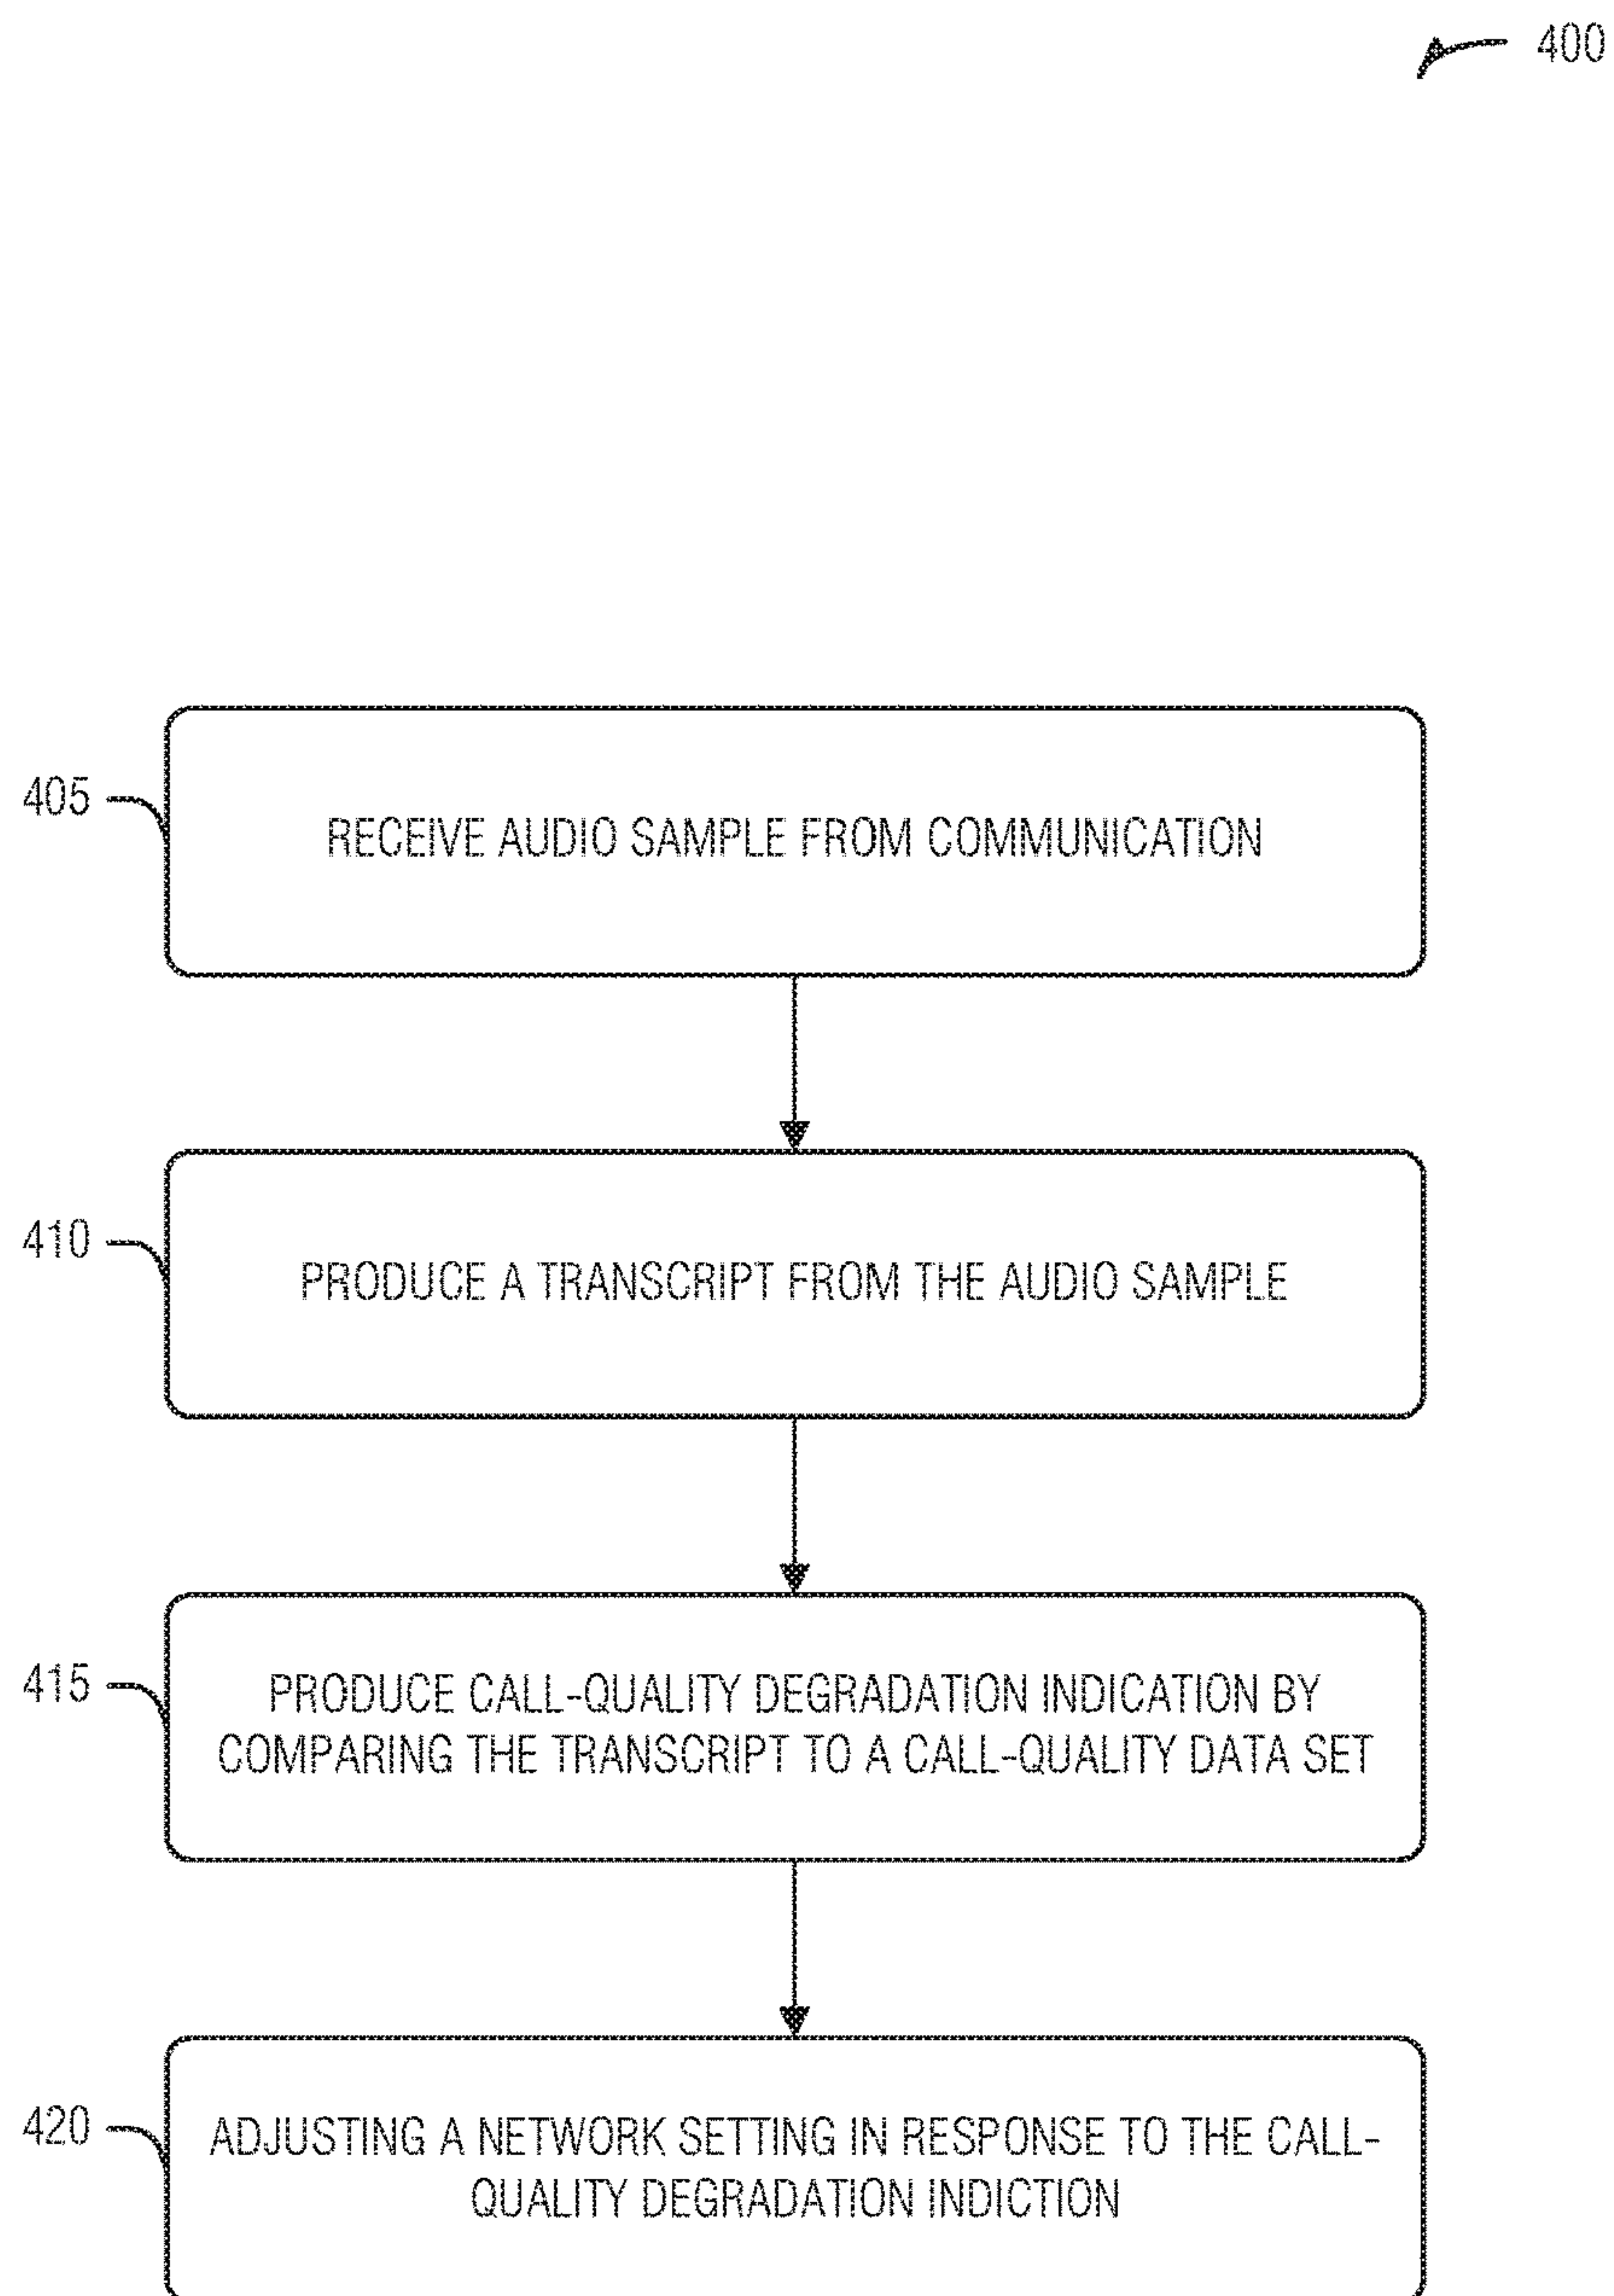 400
405
RECEIVE AUDIO SAMPLE FROM COMMUNICATION
410
PRODUCE A TRANSCRIPT FROM THE AUDIO SAMPLE
415
PRODUCE CALL-QUALITY DEGRADATION INDICATION BY
COMPARING THE TRANSCRIPT TO A CALL-QUALITY DATA SET
420
ADJUSTING A NETWORK SETTING IN RESPONSE TO THE CALL-
QUALITY DEGRADATION INDICTION